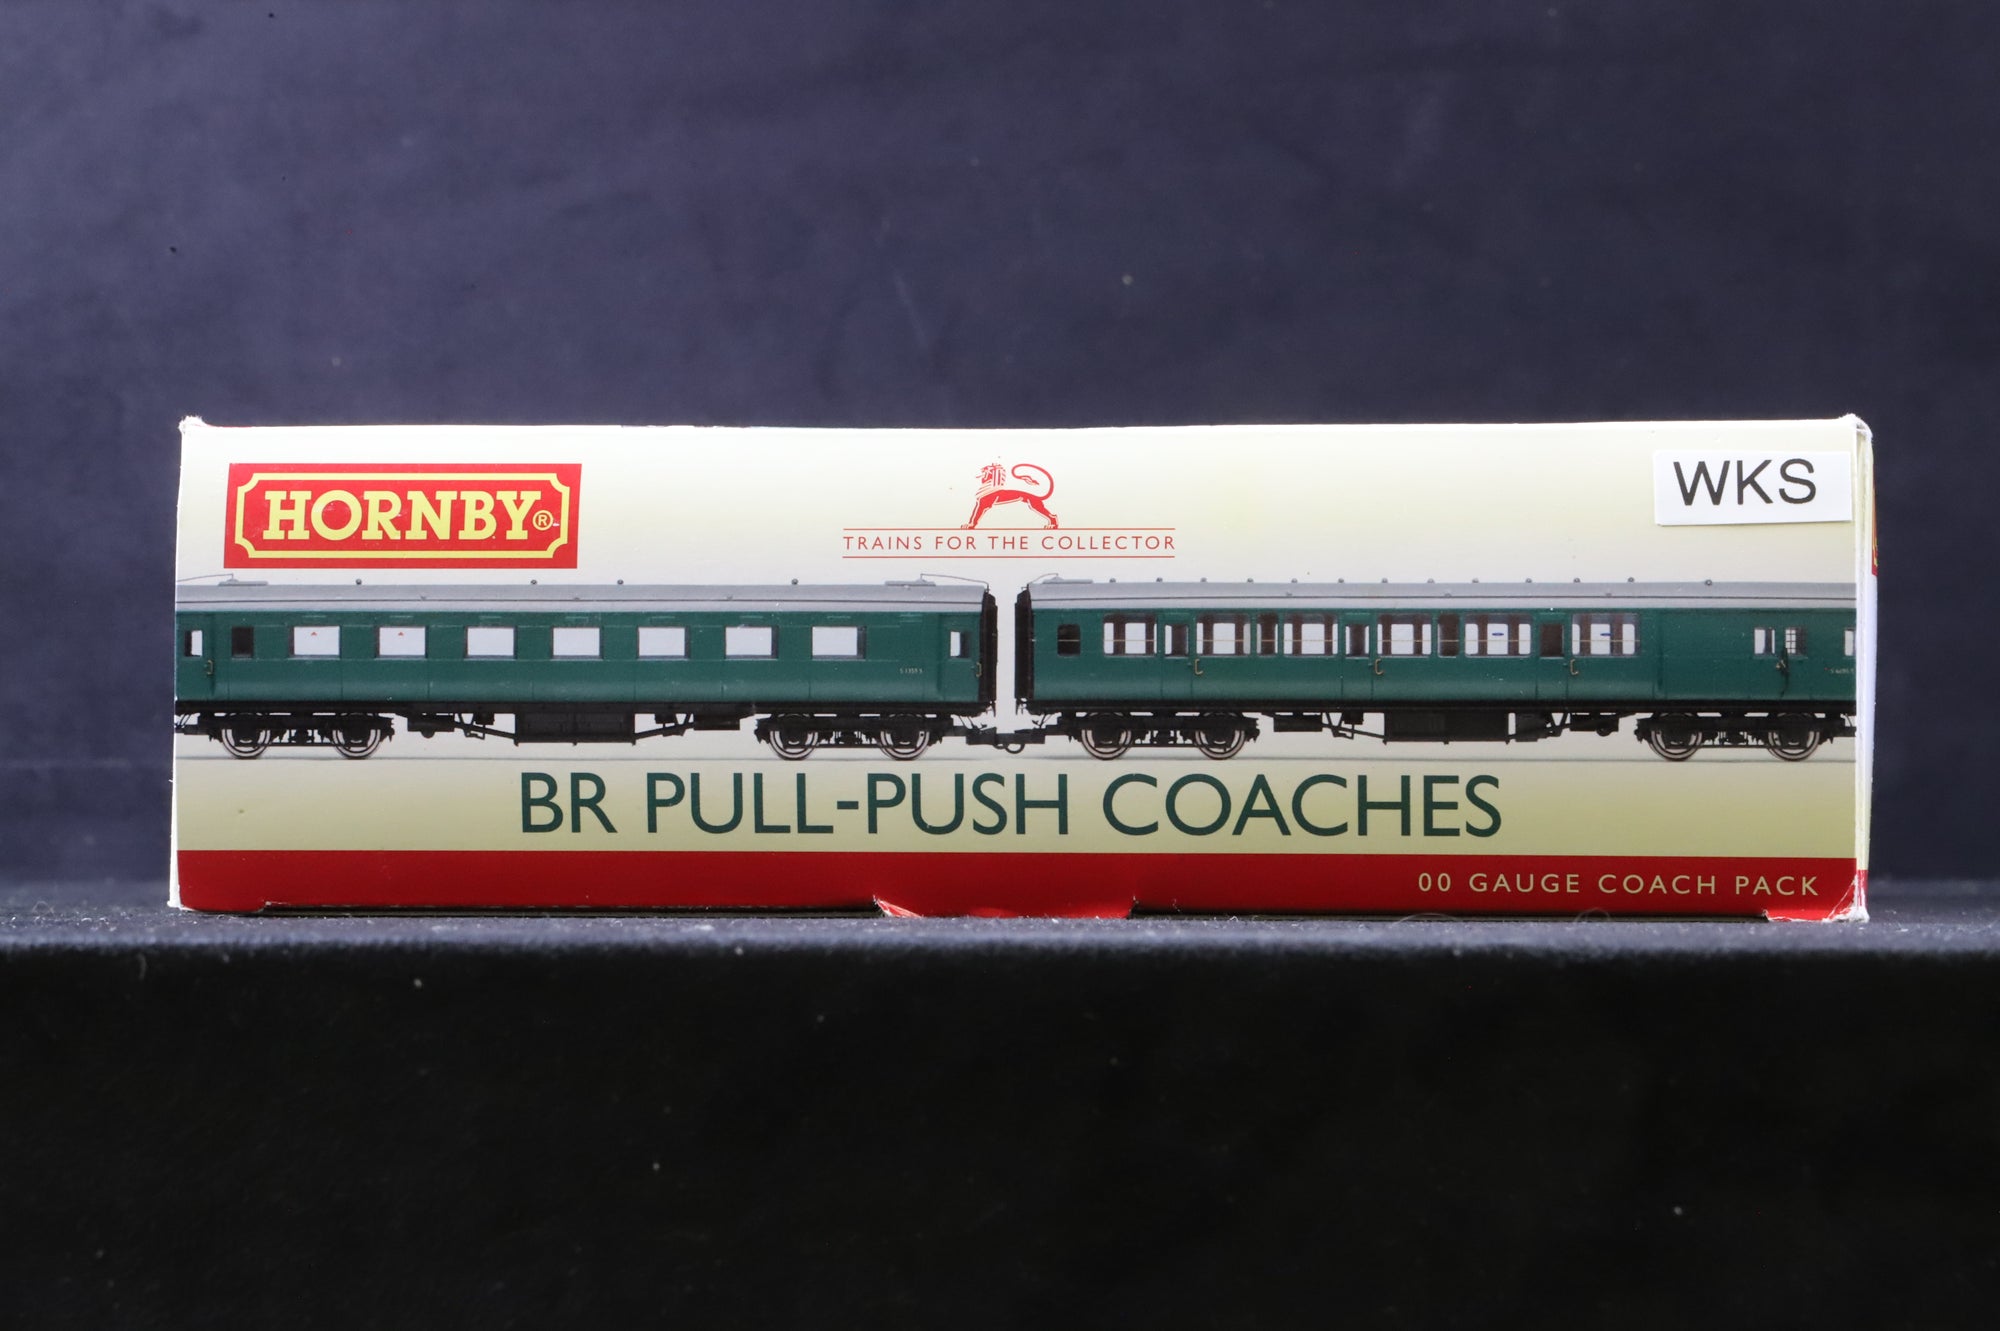 HORNBY®
WKS
TRAINS FOR THE COLLECTOR
BR PULL-PUSH COACHES
00 GAUGE COACH PACK